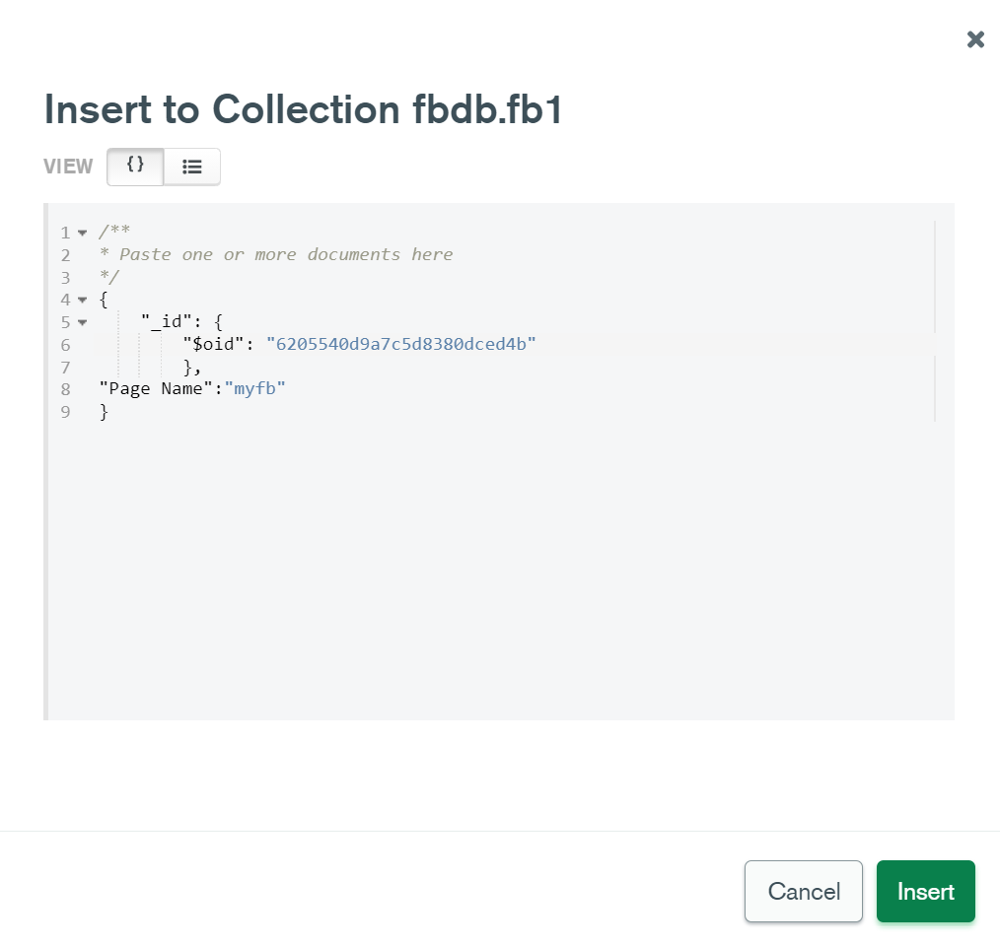 Insert to Collection fbdb.fb1
VIEW {}
1 /**
2 * Paste one or more documents here
3 */
4 {
5 "_id": {
6 "$oid": "6205540d9a7c5d8380dced4b"
7 },
8 "Page Name":"myfb"
9 }
Cancel Insert